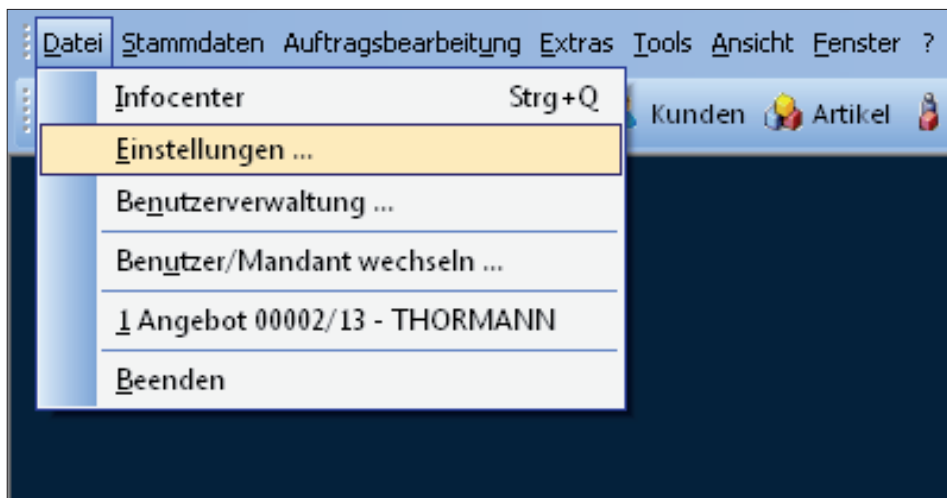 Datei Stammdaten Auftragsbearbeitung Extras Tools Ansicht Fenster ?
Infocenter Strg+Q
Kunden Artikel
Einstellungen ...
Benutzerverwaltung ...
Benutzer/Mandant wechseln ...
1 Angebot 00002/13 - THORMANN
Beenden